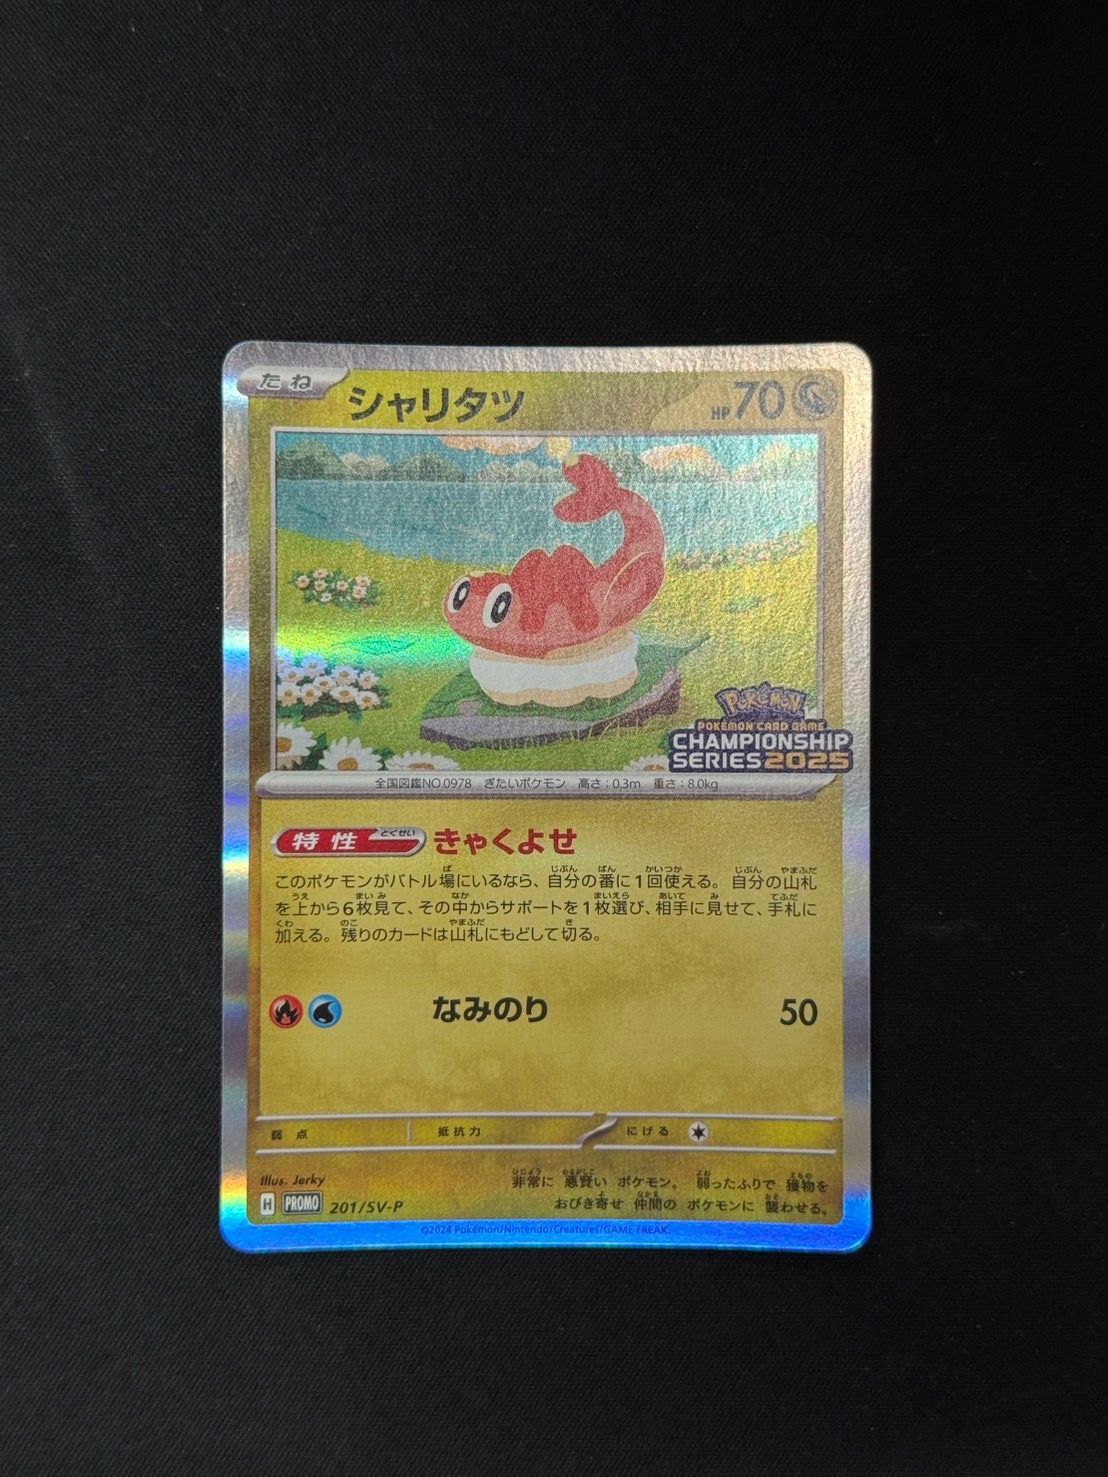 たね
シャリタツ
HP70
POKÉMON
POKÉMON CARD GAME
CHAMPIONSHIP
SERIES 2025
全国図鑑NO.0978 ぎたいポケモン 高さ：0.3m 重さ：8.0kg
特性 とくせい きゃくよせ
このポケモンがバトル場にいるなら、自分の番に1回使える。自分の山札
を上から6枚見て、その中からサポートを1枚選び、相手に見せて、手札に
加える。残りのカードは山札にもどして切る。
なみのり 50
弱点 抵抗力 にげる
Illus. Jerky
非常に 悪賢い ポケモン。 弱ったふりで 獲物を
おびき寄せ 仲間の ポケモンに 襲わせる。
H PROMO 201/SV-P
©2024 Pokémon/Nintendo/Creatures/GAME FREAK.